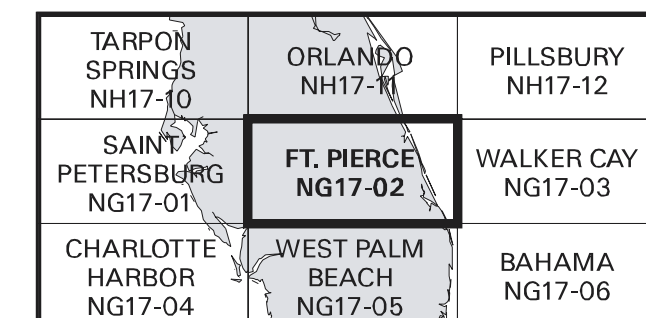 TARPON
SPRINGS
NH17-10
ORLANDO
NH17-11
PILLSBURY
NH17-12
SAINT
PETERSBURG
NG17-01
FT. PIERCE
NG17-02
WALKER CAY
NG17-03
CHARLOTTE
HARBOR
NG17-04
WEST PALM
BEACH
NG17-05
BAHAMA
NG17-06